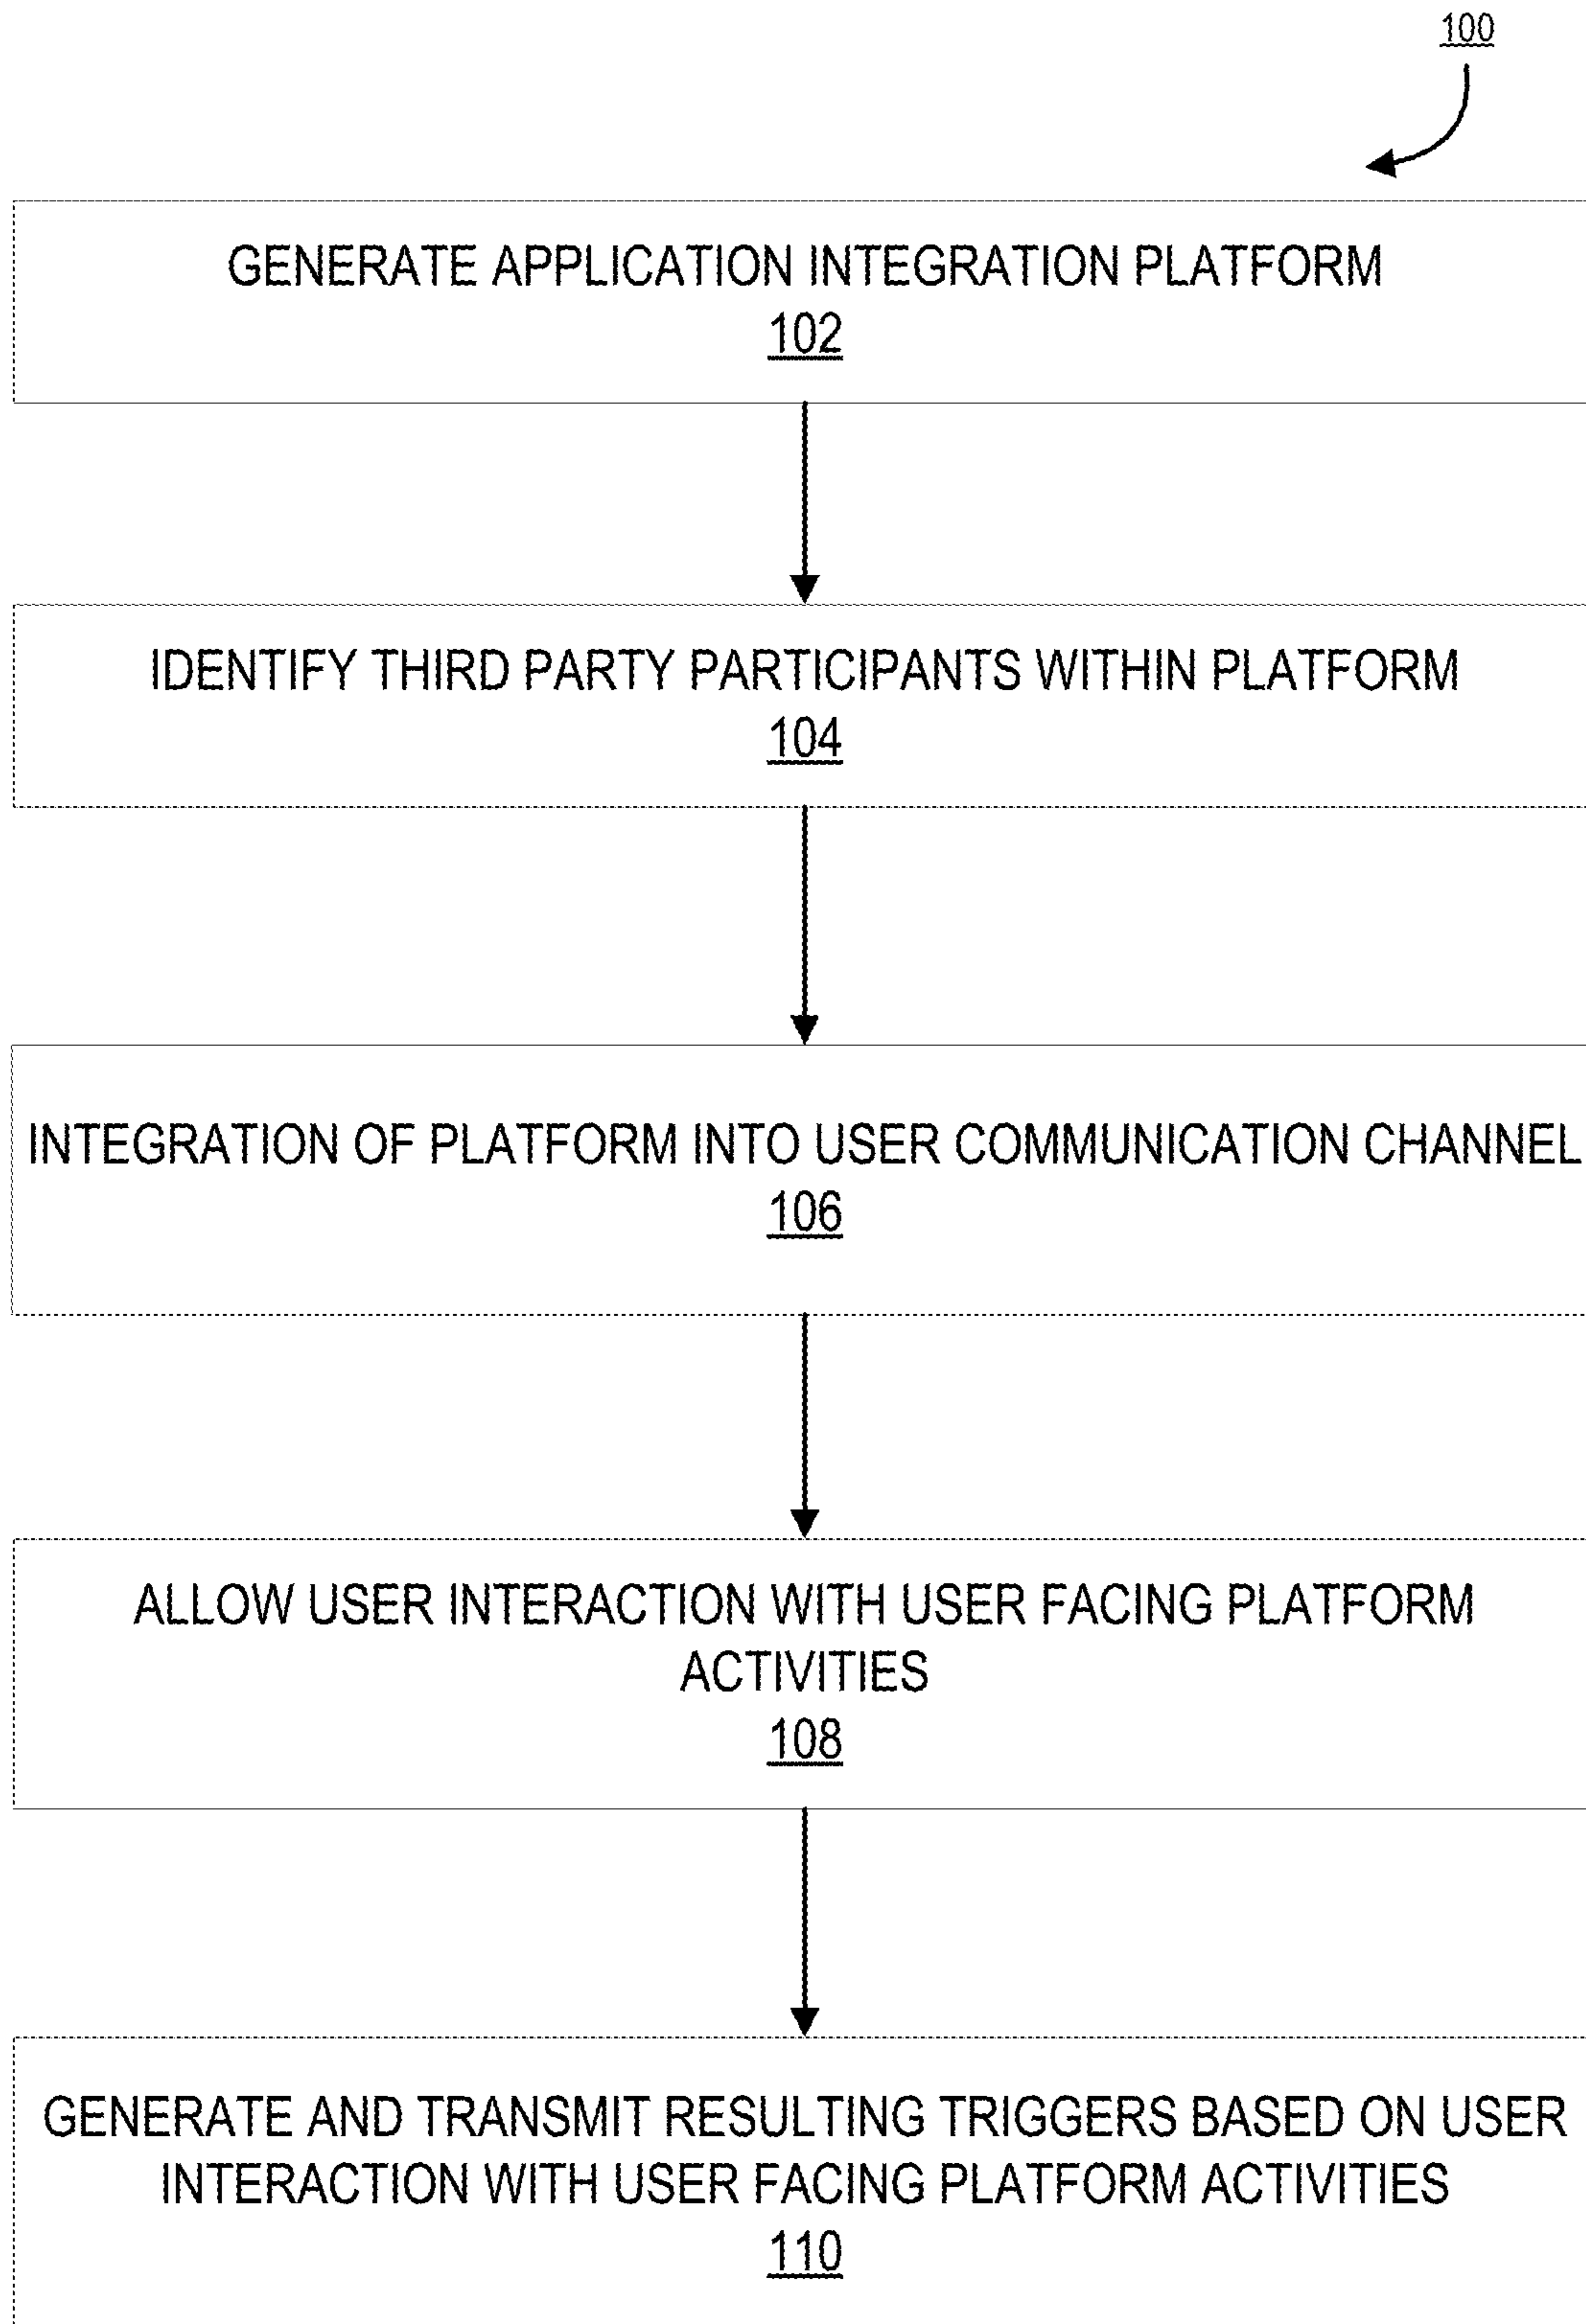 100
GENERATE APPLICATION INTEGRATION PLATFORM
102
IDENTIFY THIRD PARTY PARTICIPANTS WITHIN PLATFORM
104
INTEGRATION OF PLATFORM INTO USER COMMUNICATION CHANNEL
106
ALLOW USER INTERACTION WITH USER FACING PLATFORM
ACTIVITIES
108
GENERATE AND TRANSMIT RESULTING TRIGGERS BASED ON USER
INTERACTION WITH USER FACING PLATFORM ACTIVITIES
110